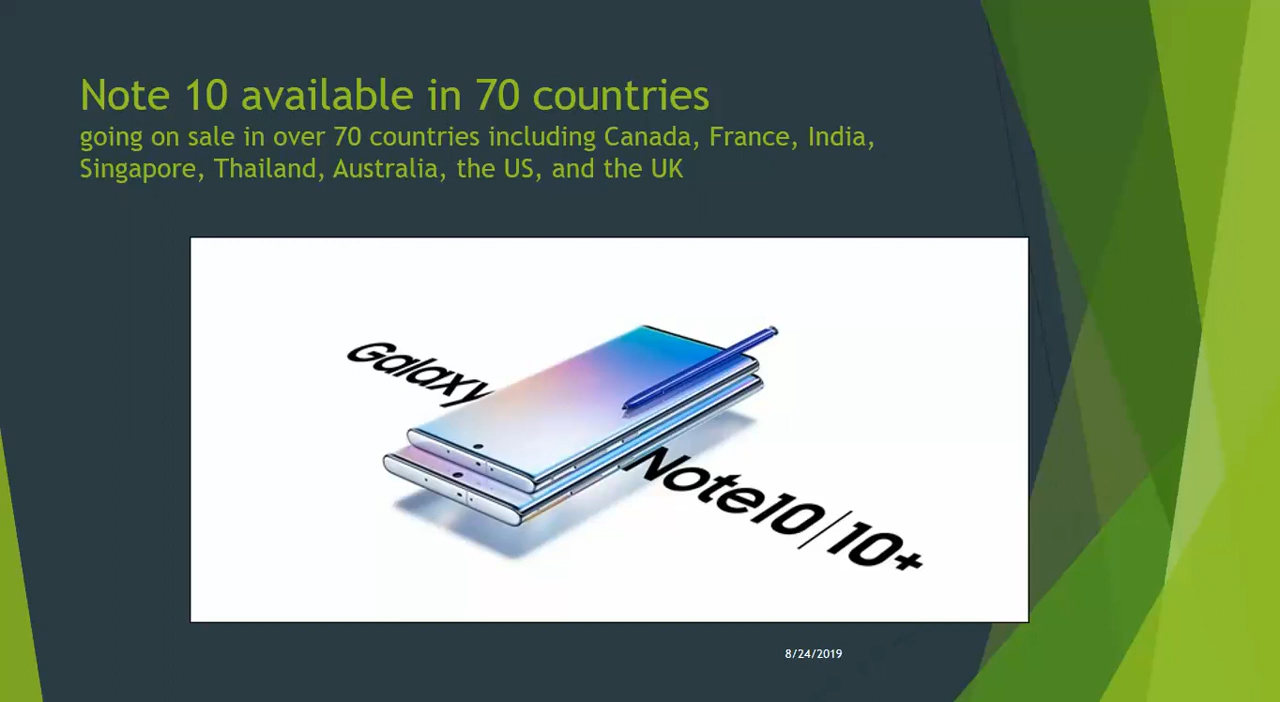 Note 10 available in 70 countries
going on sale in over 70 countries including Canada, France, India,
Singapore, Thailand, Australia, the US, and the UK
Galaxy
Note10/10+
8/24/2019